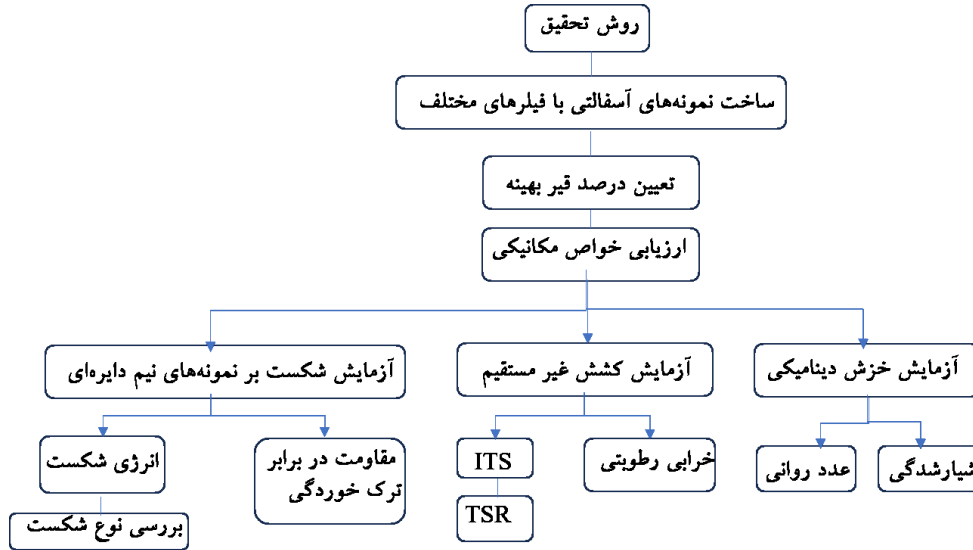 روش تحقیق
ساخت نمونه‌های آسفالتی با فیلرهای مختلف
تعیین درصد قیر بهینه
ارزیابی خواص مکانیکی
آزمایش خزش دینامیکی
آزمایش کشش غیر مستقیم
آزمایش شکست بر نمونه‌های نیم دایره‌ای
شیارشدگی
عدد روانی
خرابی رطوبتی
ITS
TSR
مقاومت در برابر
ترک خوردگی
انرژی شکست
بررسی نوع شکست